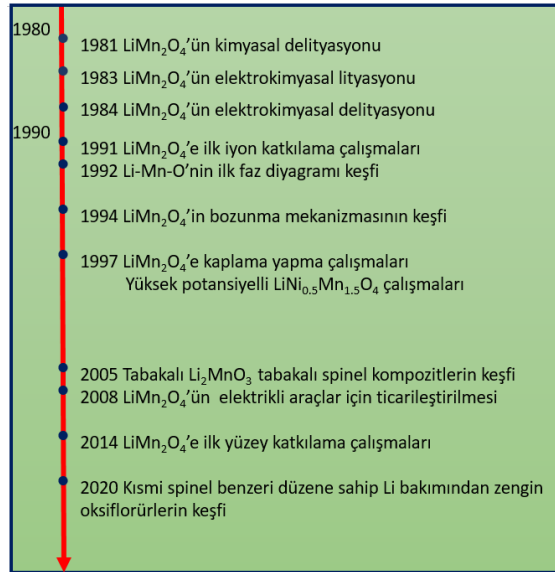 1980
1981 LiMn₂O₄'ün kimyasal delityasyonu
1983 LiMn₂O₄'ün elektrokimyasal lityasyonu
1984 LiMn₂O₄'ün elektrokimyasal delityasyonu
1990
1991 LiMn₂O₄'e ilk iyon katkılama çalışmaları
1992 Li-Mn-O'nin ilk faz diyagramı keşfi
1994 LiMn₂O₄'in bozunma mekanizmasının keşfi
1997 LiMn₂O₄'e kaplama yapma çalışmaları
Yüksek potansiyelli LiNi₀.₅Mn₁.₅O₄ çalışmaları
2005 Tabakalı Li₂MnO₃ tabakalı spinel kompozitlerin keşfi
2008 LiMn₂O₄'ün elektrikli araçlar için ticarileştirilmesi
2014 LiMn₂O₄'e ilk yüzey katkılama çalışmaları
2020 Kısmi spinel benzeri düzene sahip Li bakımından zengin
oksiflorürlerin keşfi